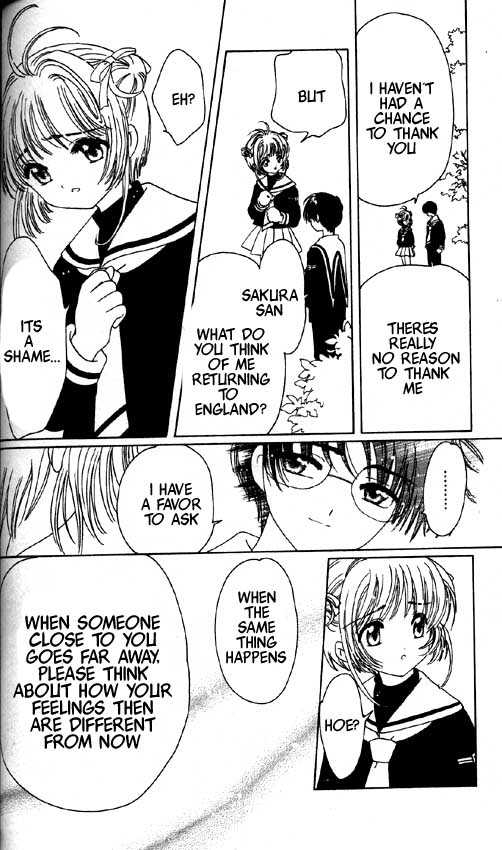 I HAVEN'T
HAD A
CHANCE
TO THANK
YOU
THERES
REALLY
NO REASON
TO THANK
ME
BUT
SAKURA
SAN
WHAT DO
YOU THINK
OF ME
RETURNING
TO
ENGLAND?
EH?
ITS
A
SHAME...
.........
I HAVE
A FAVOR
TO ASK
HOE?
WHEN
THE
SAME
THING
HAPPENS
WHEN SOMEONE
CLOSE TO YOU
GOES FAR AWAY.
PLEASE THINK
ABOUT HOW YOUR
FEELINGS THEN
ARE DIFFERENT
FROM NOW